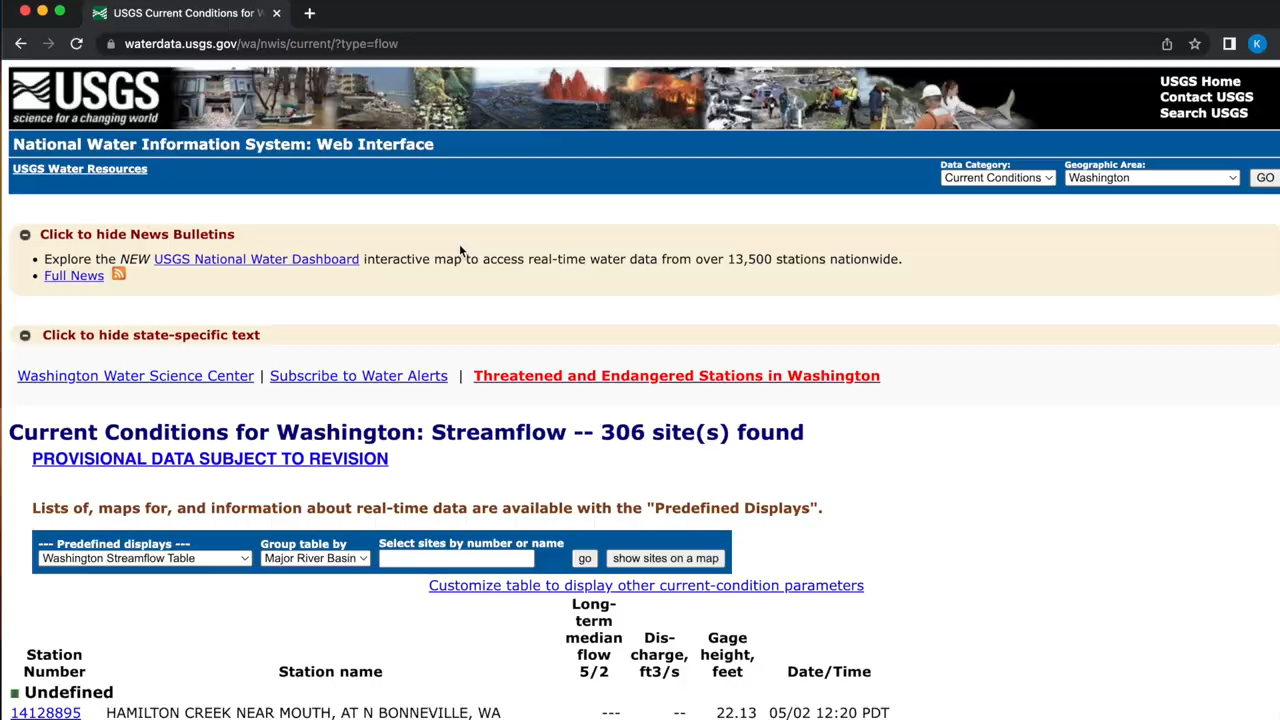 USGS Current Conditions for W
waterdata.usgs.gov/wa/nwis/current/?type=flow
K
USGS
science for a changing world
USGS Home
Contact USGS
Search USGS
National Water Information System: Web Interface
USGS Water Resources
Data Category:
Current Conditions
Geographic Area:
Washington
GO
Click to hide News Bulletins
• Explore the NEW USGS National Water Dashboard interactive map to access real-time water data from over 13,500 stations nationwide.
• Full News
Click to hide state-specific text
Washington Water Science Center | Subscribe to Water Alerts | Threatened and Endangered Stations in Washington
Current Conditions for Washington: Streamflow -- 306 site(s) found
PROVISIONAL DATA SUBJECT TO REVISION
Lists of, maps for, and information about real-time data are available with the "Predefined Displays".
--- Predefined displays ---
Washington Streamflow Table
Group table by
Major River Basin
Select sites by number or name
go
show sites on a map
Customize table to display other current-condition parameters
Station
Number
Station name
Long-
term
median
flow
5/2
Dis-
charge,
ft3/s
Gage
height,
feet
Date/Time
Undefined
14128895 HAMILTON CREEK NEAR MOUTH, AT N BONNEVILLE, WA --- -- 22.13 05/02 12:20 PDT